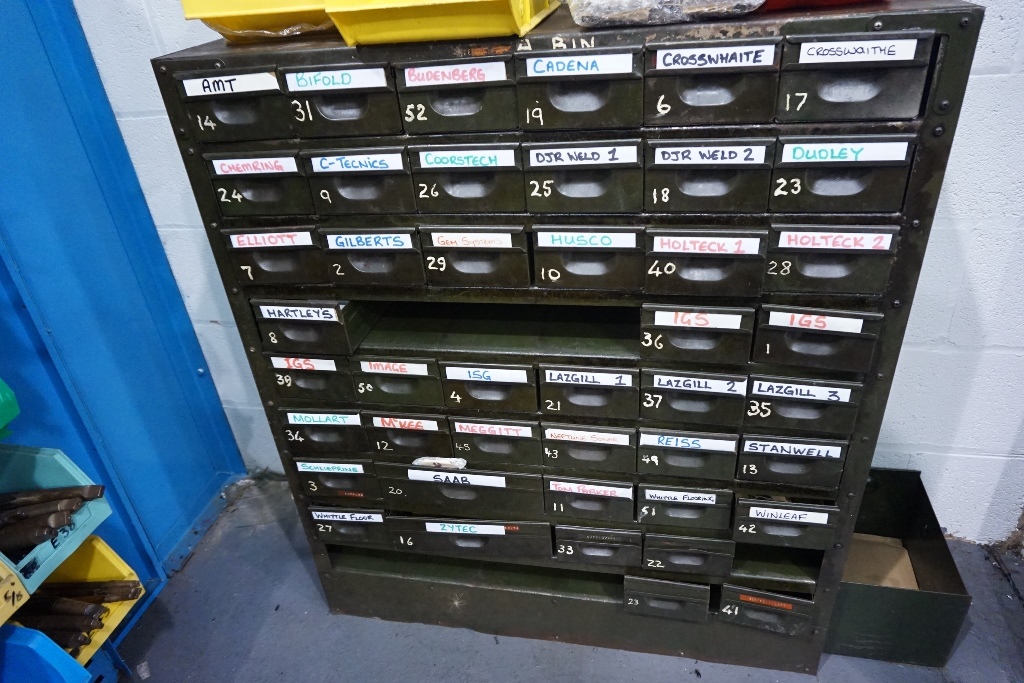 A BIN
AMT
BIFOLD
BUDENBERG
CADENA
CROSSWHAITE
CROSSWAITHE
14
31
52
19
6
17
CHEMRING
C-TECNICS
COORSTECH
DJR WELD 1
DJR WELD 2
DUDLEY
24
9
26
25
18
23
ELLIOTT
GILBERTS
GEM SYSTEMS
HUSCO
HOLTECK 1
HOLTECK 2
7
2
29
10
40
28
HARTLEYS
IGS
IGS
8
36
1
IGS
IMAGE
ISG
LAZGILL 1
LAZGILL 2
LAZGILL 3
39
50
4
21
37
35
MOLLART
McKEE
MEGGITT
NEPTUNE SONAR
REISS
STANWELL
34
12
45
43
49
13
SAAB
TOM PARKER
WHITTLE FLOORING
WINLEAF
3
20
11
51
42
WHITTLE FLOOR
ZYTEC
27
16
33
22
23
41